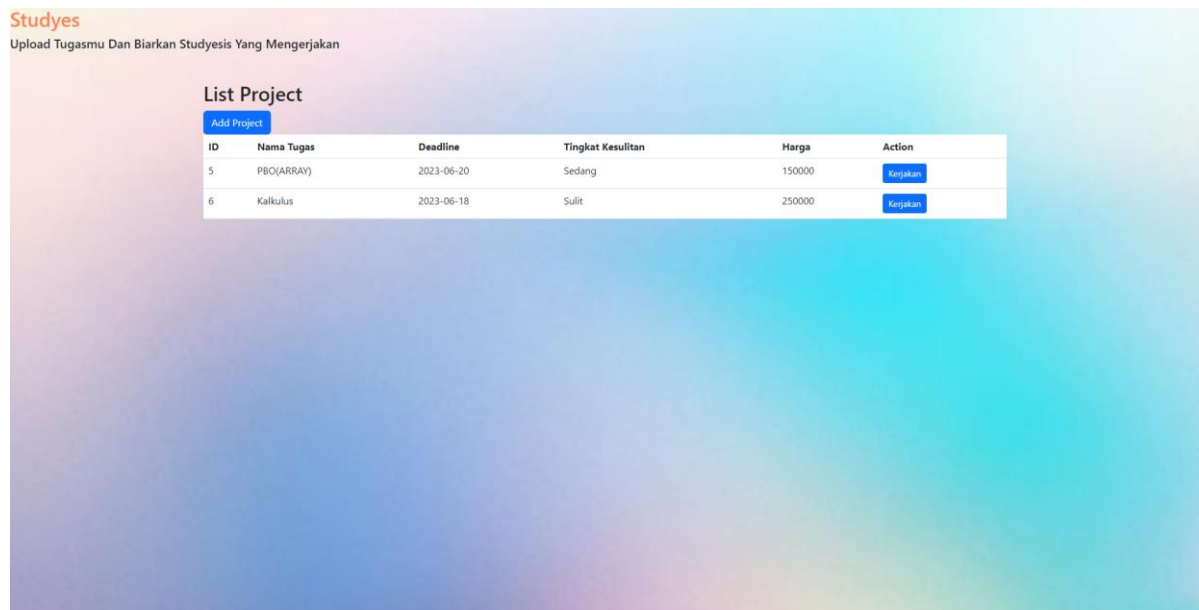 Studyes
Upload Tugasmu Dan Biarkan Studyesis Yang Mengerjakan
List Project
Add Project
ID Nama Tugas Deadline Tingkat Kesulitan Harga Action
5 PBO(ARRAY) 2023-06-20 Sedang 150000 Kerjakan
6 Kalkulus 2023-06-18 Sulit 250000 Kerjakan